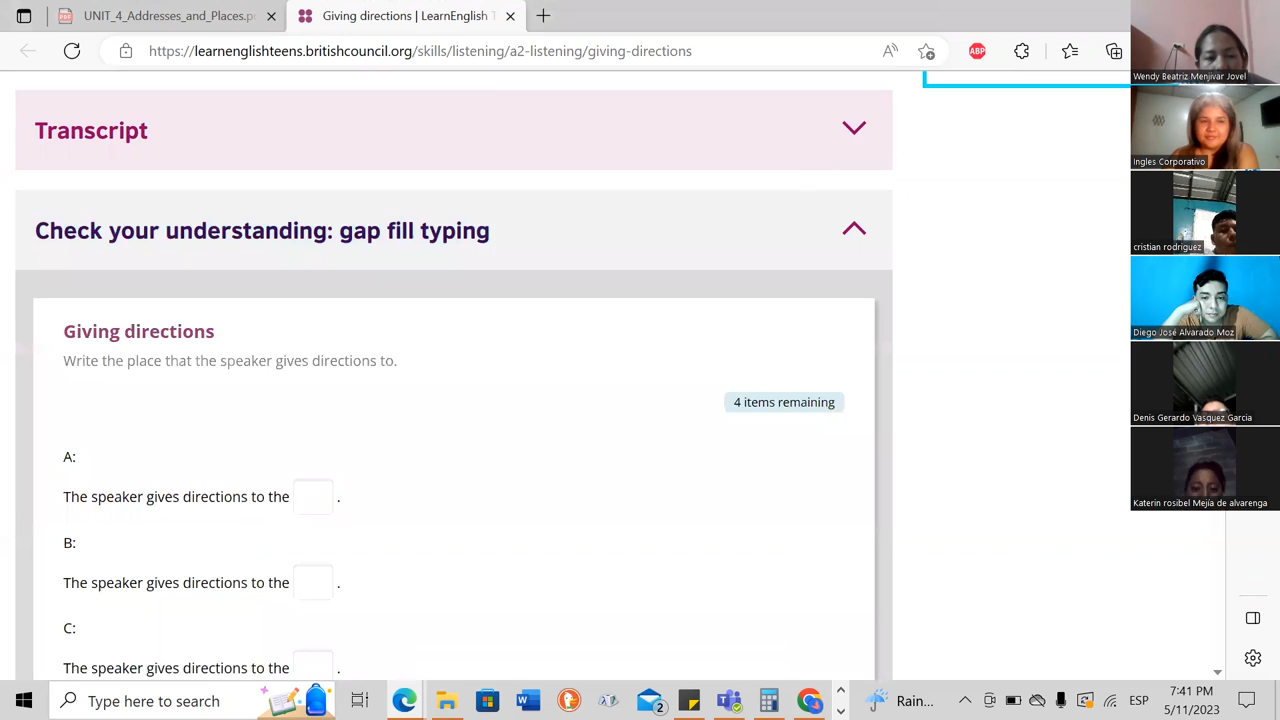 UNIT_4_Addresses_and_Places.p
Giving directions | LearnEnglish T
https://learnenglishteens.britishcouncil.org/skills/listening/a2-listening/giving-directions
ABP
Transcript
Check your understanding: gap fill typing
Giving directions
Write the place that the speaker gives directions to.
4 items remaining
A:
The speaker gives directions to the .
B:
The speaker gives directions to the .
C:
The speaker gives directions to the .
Wendy Beatriz Menjivar Jovel
Ingles Corporativo
cristian rodriguez
Diego José Alvarado Moz
Denis Gerardo Vasquez Garcia
Katerin rosibel Mejía de alvarenga
Type here to search
2
Rain...
ESP
7:41 PM
5/11/2023